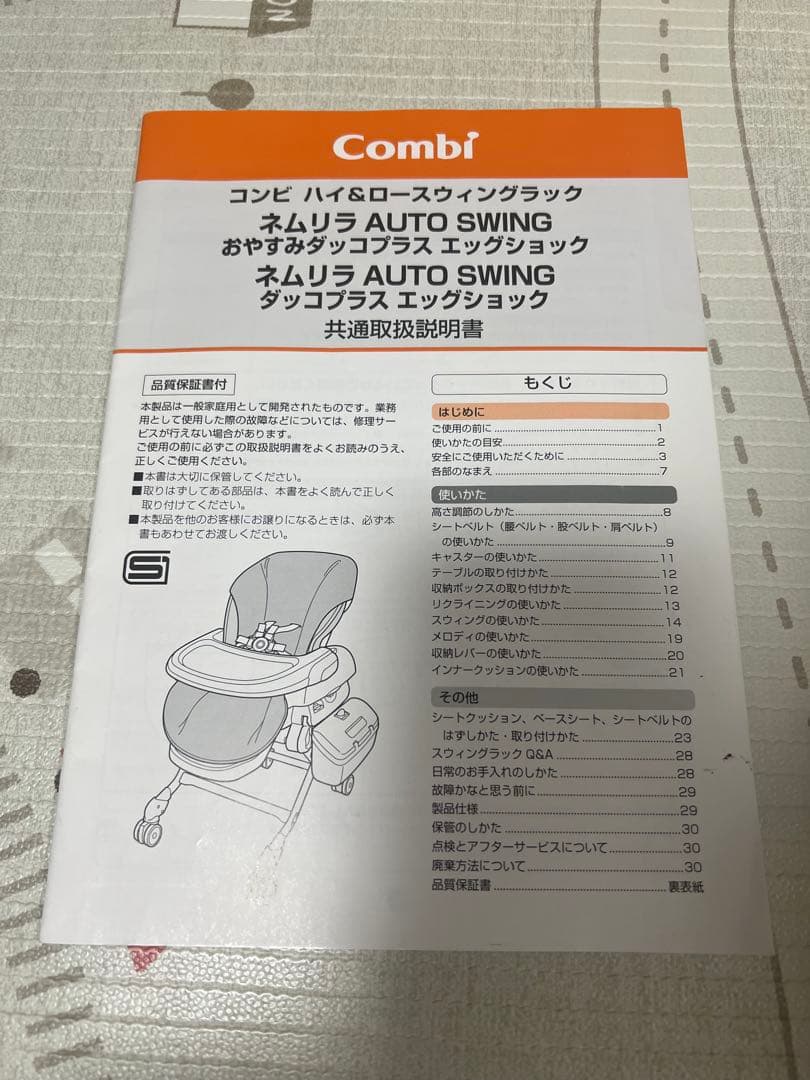 NO
Combi
コンビ ハイ&ロースウィングラック
ネムリラ AUTO SWING
おやすみダッコプラス エッグショック
ネムリラ AUTO SWING
ダッコプラス エッグショック
共通取扱説明書
品質保証書付
本製品は一般家庭用として開発されたものです。業務
用として使用した際の故障などについては、修理サー
ビスが行えない場合があります。
ご使用の前に必ずこの取扱説明書をよくお読みのうえ、
正しくご使用ください。
■本書は大切に保管してください。
■取りはずしてある部品は、本書をよく読んで正しく
取り付けてください。
■本製品を他のお客様にお譲りになるときは、必ず本
書もあわせてお渡しください。
もくじ
はじめに
ご使用の前に 1
使いかたの目安 2
安全にご使用いただくために 3
各部のなまえ 7
使いかた
高さ調節のしかた 8
シートベルト（腰ベルト・股ベルト・肩ベルト）
の使いかた 9
キャスターの使いかた 11
テーブルの取り付けかた 12
収納ボックスの取り付けかた 12
リクライニングの使いかた 13
スウィングの使いかた 14
メロディの使いかた 19
収納レバーの使いかた 20
インナークッションの使いかた 21
その他
シートクッション、ベースシート、シートベルトの
はずしかた・取り付けかた 23
スウィングラック Q&A 28
日常のお手入れのしかた 28
故障かなと思う前に 29
製品仕様 29
保管のしかた 30
点検とアフターサービスについて 30
廃棄方法について 30
品質保証書 裏表紙